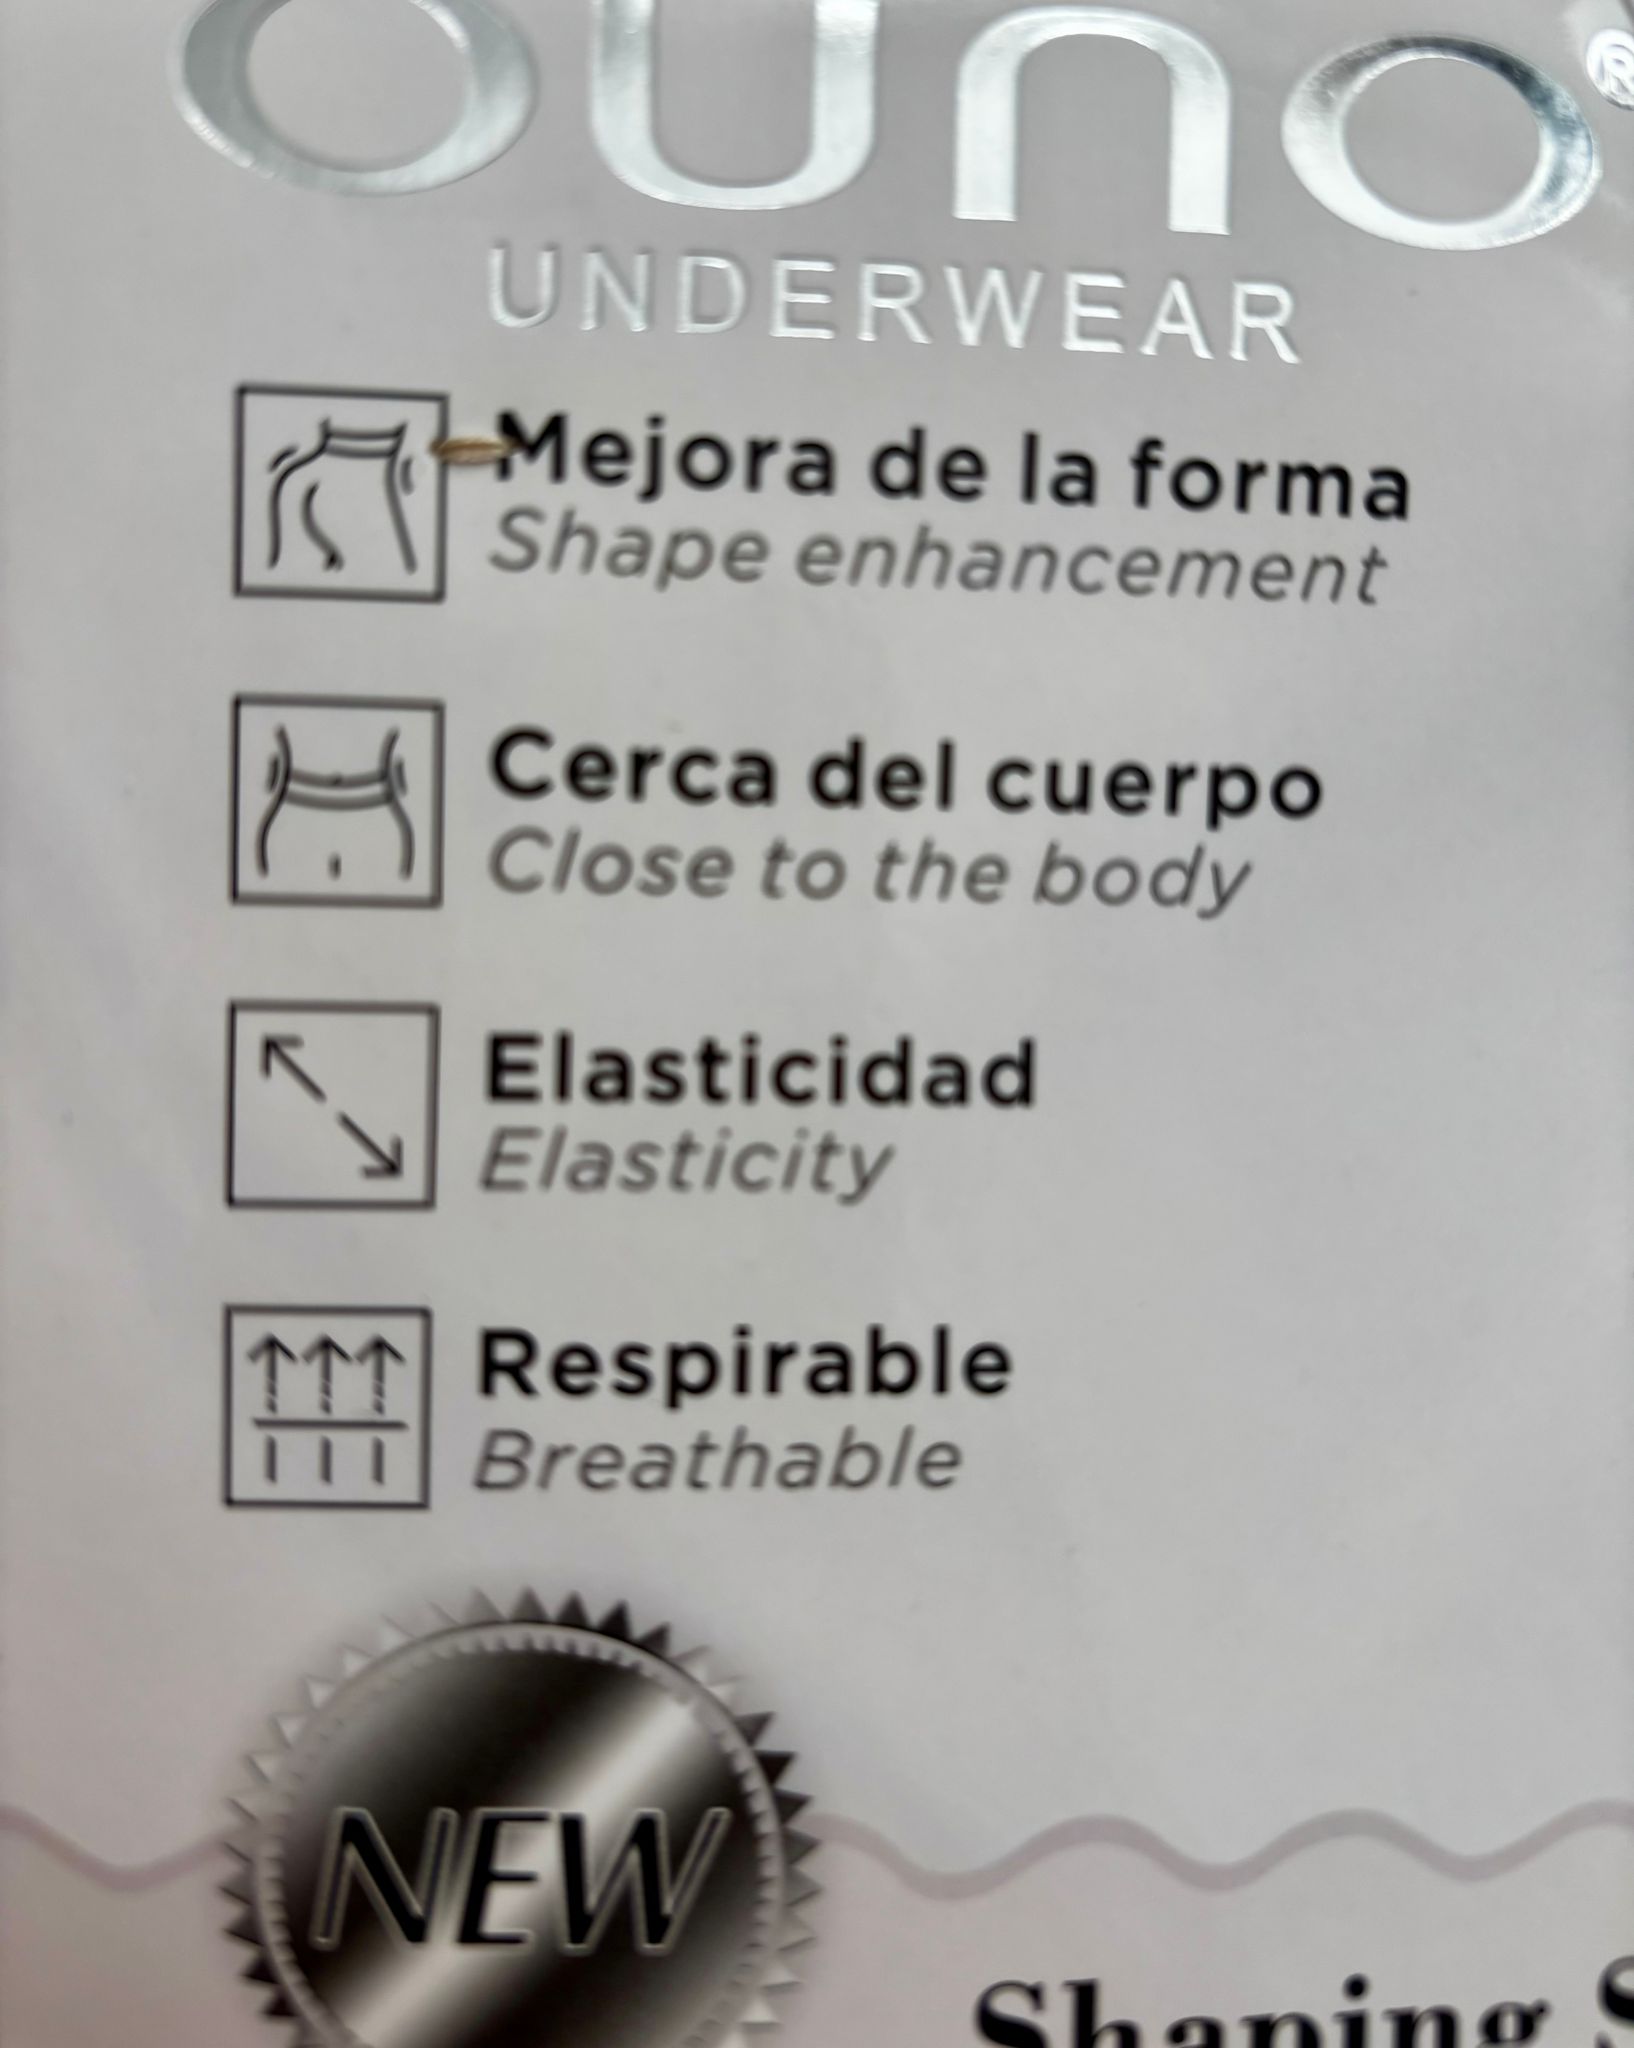 ouno®
UNDERWEAR
Mejora de la forma
Shape enhancement
Cerca del cuerpo
Close to the body
Elasticidad
Elasticity
Respirable
Breathable
NEW
Shaping